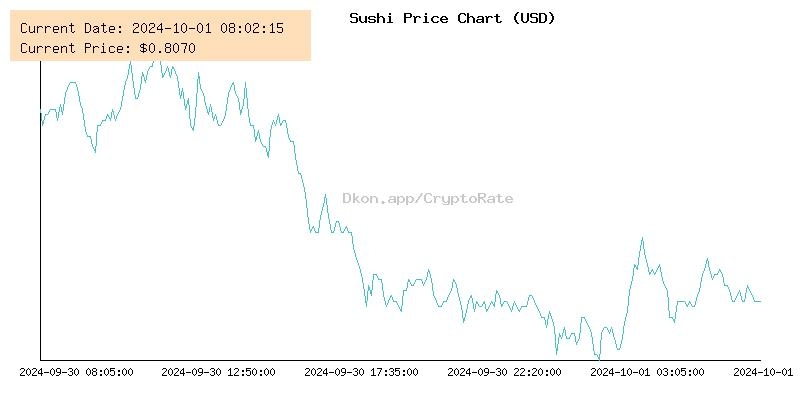 Sushi Price Chart (USD)
Current Date: 2024-10-01 08:02:15
Current Price: $0.8070
Dkon.app/CryptoRate
2024-09-30 08:05:00 2024-09-30 12:50:00 2024-09-30 17:35:00 2024-09-30 22:20:00 2024-10-01 03:05:00 2024-10-01